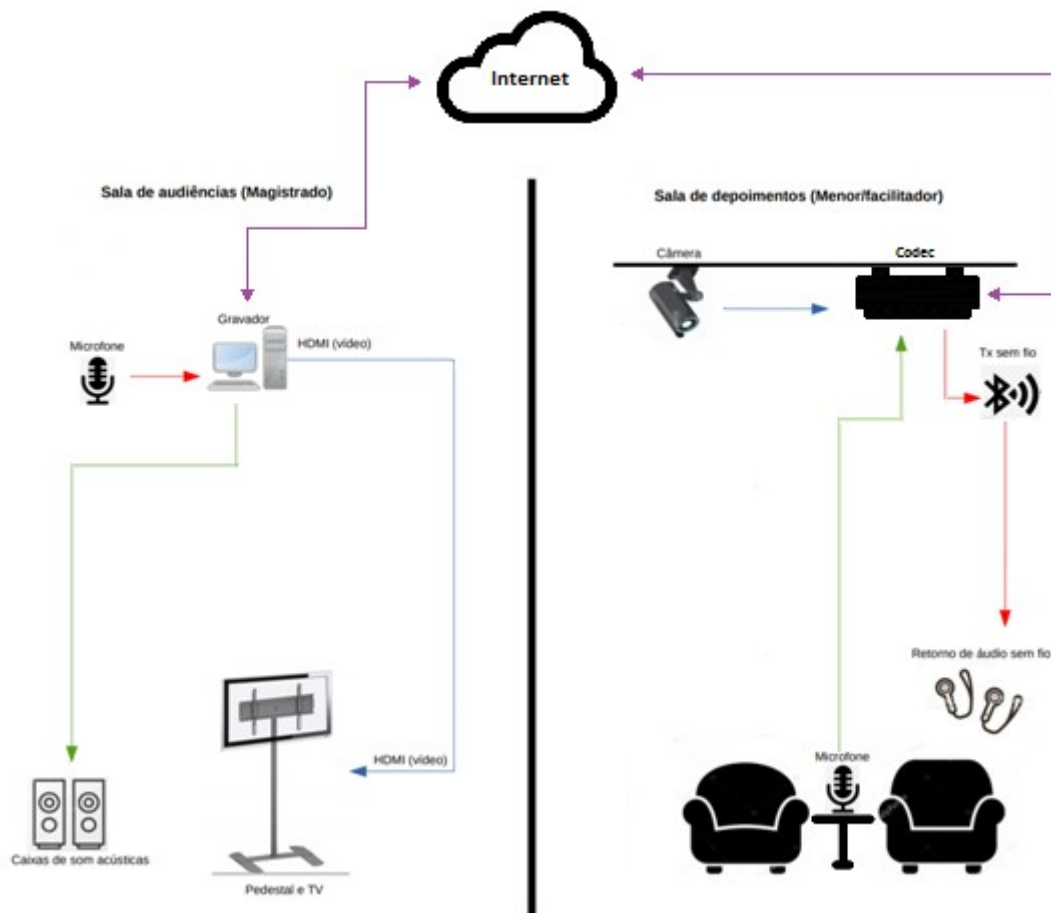 Internet
Sala de audiências (Magistrado)
Sala de depoimentos (Menor/facilitador)
Câmera
Codec
Gravador
HDMI (vídeo)
Microfone
Tx sem fio
Retorno de áudio sem fio
HDMI (vídeo)
Microfone
Caixas de som acústicas
Pedestal e TV